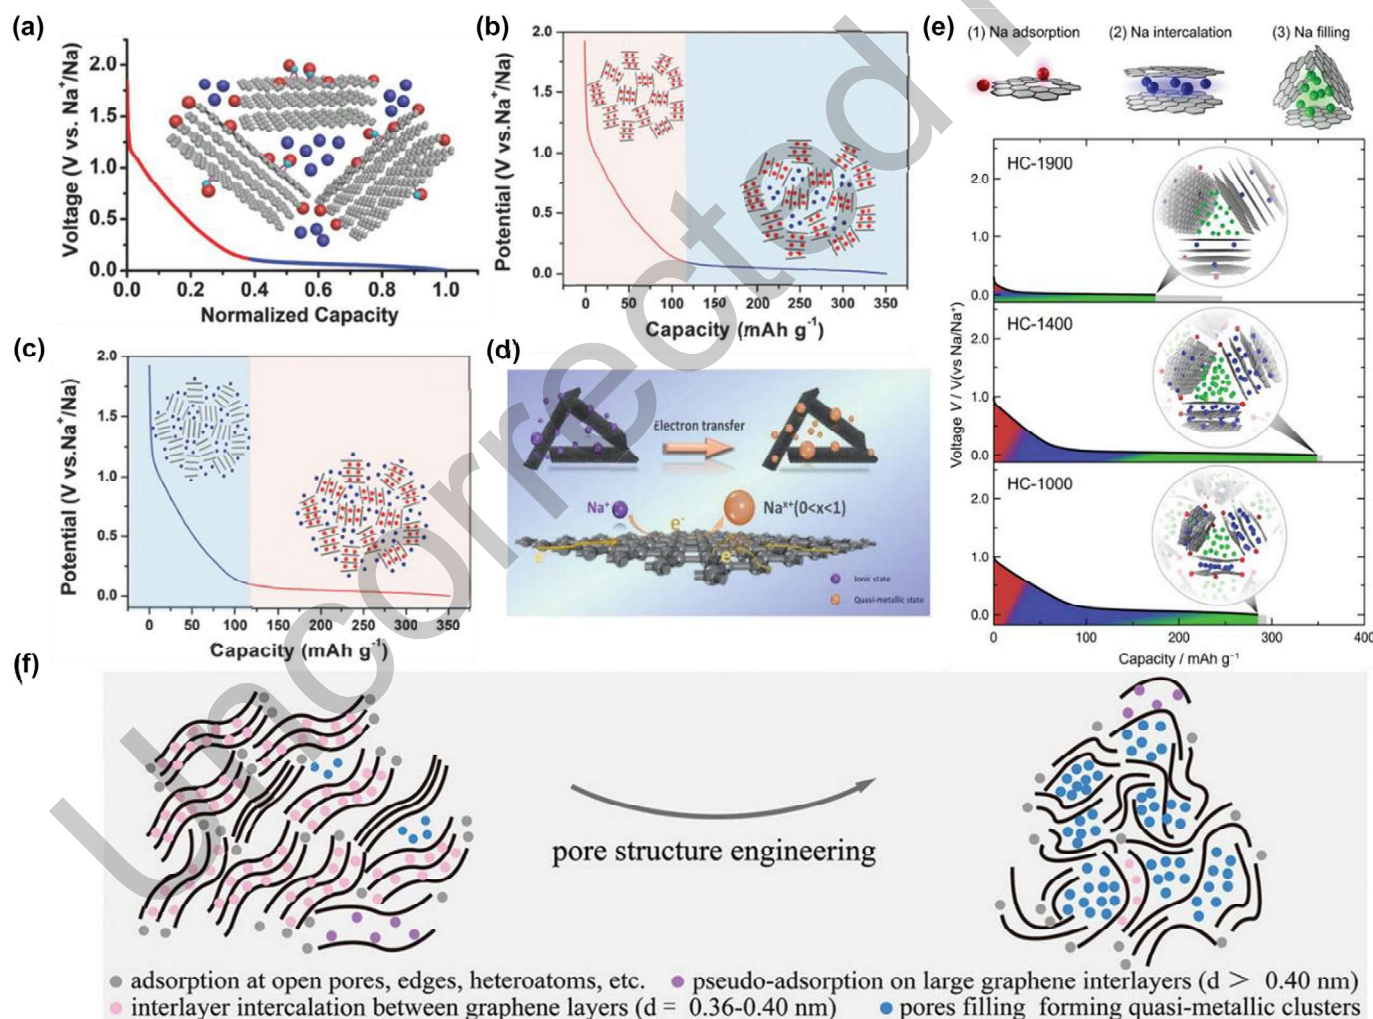 (a)
Voltage (V vs. Na⁺/Na)
2.0
1.5
1.0
0.5
0.0
0.0 0.2 0.4 0.6 0.8 1.0
Normalized Capacity
(b)
Potential (V vs.Na⁺/Na)
2.0
1.5
1.0
0.5
0.0
0 50 100 150 200 250 300 350
Capacity (mAh g⁻¹)
(c)
Potential (V vs.Na⁺/Na)
2.0
1.5
1.0
0.5
0.0
0 50 100 150 200 250 300 350
Capacity (mAh g⁻¹)
(d)
Electron transfer
Na⁺
e⁻
Naˣ⁺(0<x<1)
e⁻
e⁻
Ionic state
Quasi-metallic state
(e)
(1) Na adsorption
(2) Na intercalation
(3) Na filling
Voltage V / V(vs Na/Na⁺)
HC-1900
2.0
1.0
0.0
HC-1400
2.0
1.0
0.0
HC-1000
2.0
1.0
0.0
0 100 200 300 400
Capacity / mAh g⁻¹
(f)
pore structure engineering
adsorption at open pores, edges, heteroatoms, etc.
pseudo-adsorption on large graphene interlayers (d > 0.40 nm)
interlayer intercalation between graphene layers (d = 0.36-0.40 nm)
pores filling forming quasi-metallic clusters
Uncorrected